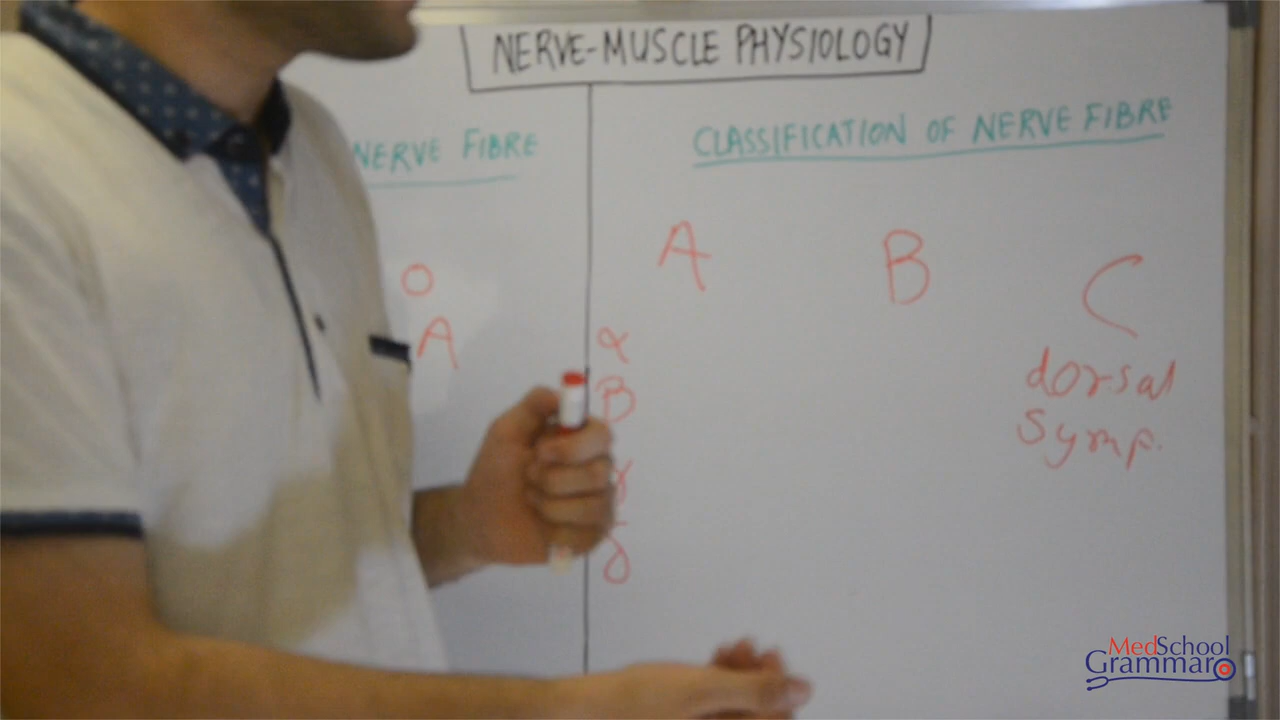 NERVE-MUSCLE PHYSIOLOGY
NERVE FIBRE
O
A
CLASSIFICATION OF NERVE FIBRE
A B C
α
B
γ
δ
dorsal
Symp.
MedSchool
Grammar